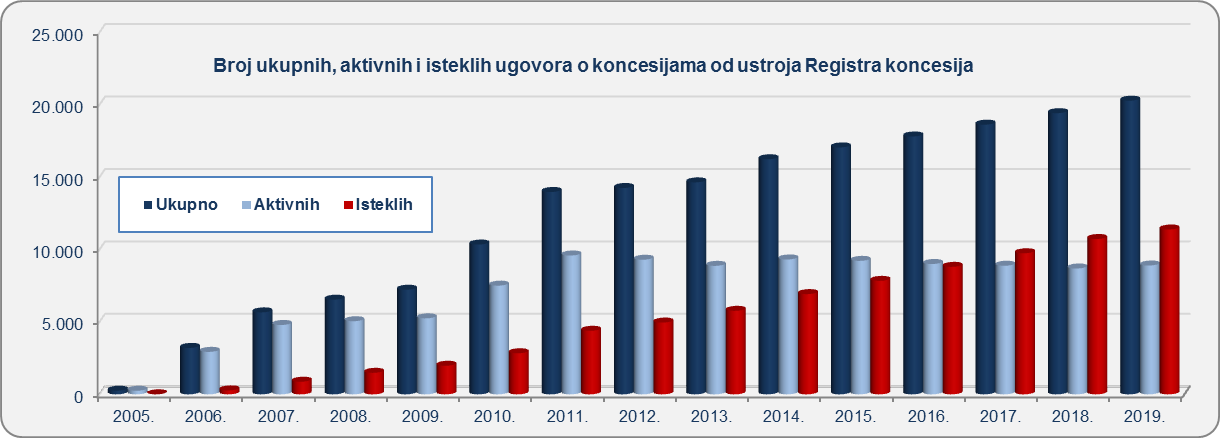 25.000
Broj ukupnih, aktivnih i isteklih ugovora o koncesijama od ustroja Registra koncesija
20.000
15.000
Ukupno Aktivnih Isteklih
10.000
5.000
0
2005. 2006. 2007. 2008. 2009. 2010. 2011. 2012. 2013. 2014. 2015. 2016. 2017. 2018. 2019.